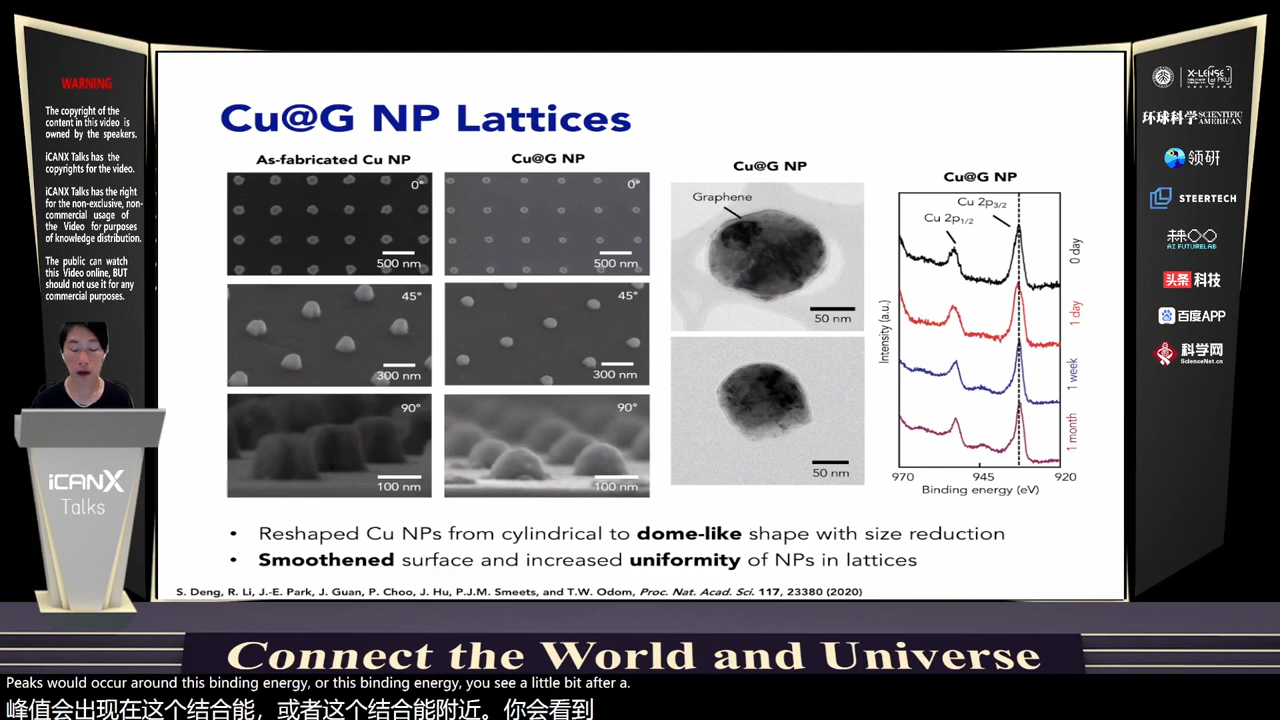 WARNING
The copyright of the
content in this video is
owned by the speakers.
iCANX Talks has the
copyrights for the video.
iCANX Talks has the right
for the non-exclusive, non-
commercial usage of
the Video for purposes
of knowledge distribution.
The public can watch
this Video online, BUT
should not use it for any
commercial purposes.
iCANX
Talks
Cu@G NP Lattices
As-fabricated Cu NP
Cu@G NP
0°
500 nm
0°
500 nm
45°
300 nm
45°
300 nm
90°
100 nm
90°
100 nm
Cu@G NP
Graphene
50 nm
50 nm
Cu@G NP
Cu 2p3/2
Cu 2p1/2
0 day
1 day
1 week
1 month
Intensity (a.u.)
970 945 920
Binding energy (eV)
• Reshaped Cu NPs from cylindrical to dome-like shape with size reduction
• Smoothened surface and increased uniformity of NPs in lattices
S. Deng, R. Li, J.-E. Park, J. Guan, P. Choo, J. Hu, P.J.M. Smeets, and T.W. Odom, Proc. Nat. Acad. Sci. 117, 23380 (2020)
X-LENSE
环球科学 SCIENTIFIC AMERICAN
领研
STEERTECH
AI FUTURELAB
头条 科技
百度APP
科学网
ScienceNet.cn
Connect the World and Universe
Peaks would occur around this binding energy, or this binding energy, you see a little bit after a.
峰值会出现在这个结合能，或者这个结合能附近。你会看到